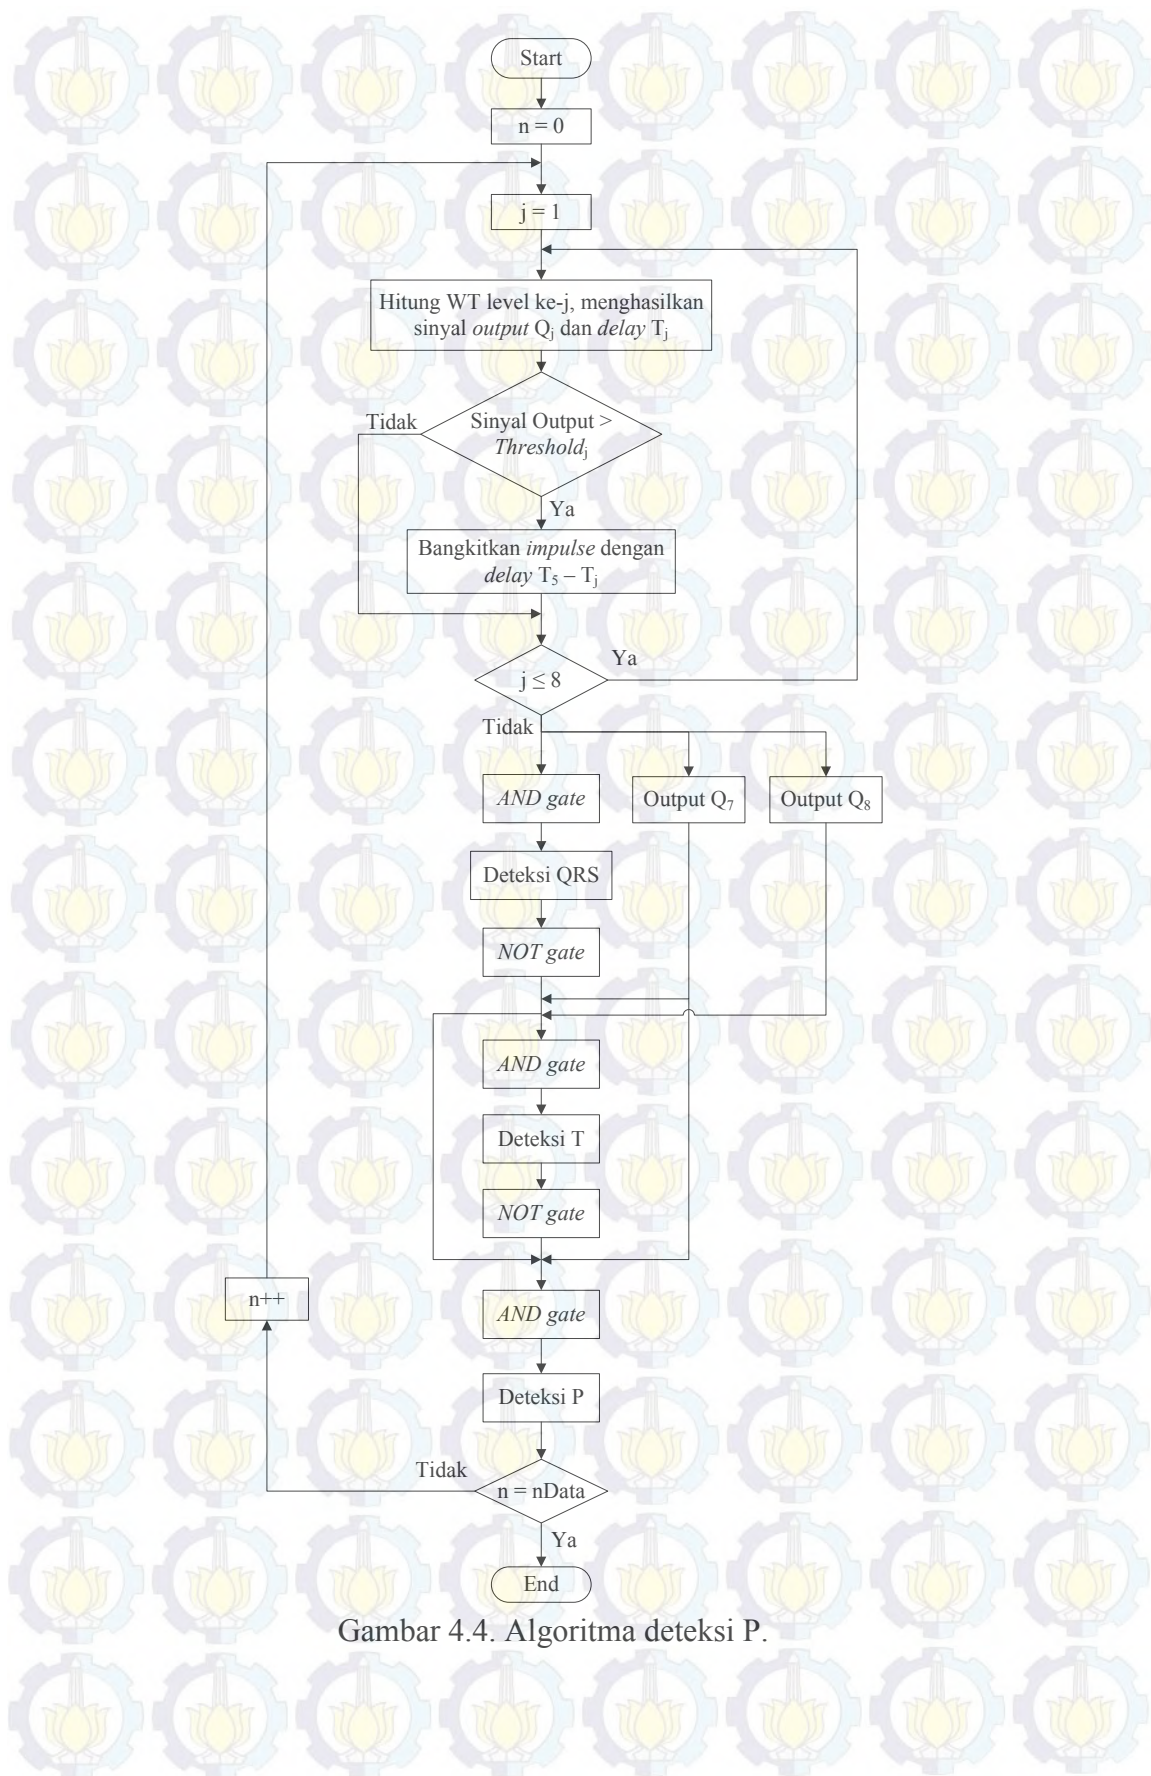 Start
n = 0
j = 1
Hitung WT level ke-j, menghasilkan
sinyal output Qj dan delay Tj
Tidak
Sinyal Output >
Thresholdj
Ya
Bangkitkan impulse dengan
delay T5 – Tj
Ya
j ≤ 8
Tidak
AND gate
Output Q7
Output Q8
Deteksi QRS
NOT gate
AND gate
Deteksi T
NOT gate
n++
AND gate
Deteksi P
Tidak
n = nData
Ya
End
Gambar 4.4. Algoritma deteksi P.